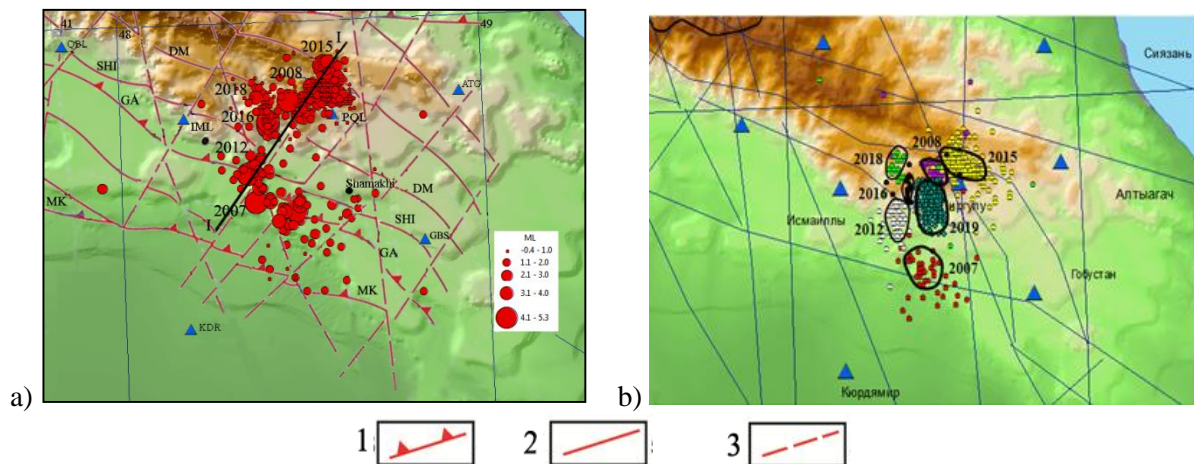 41
48
49
QBL
DM
2015
I
SHI
2008
2018
ATG
GA
2016
PQL
IML
2012
Shamakhi
DM
MK
2007
SHI
I
GBS
GA
MK
KDR
ML
-0.4 - 1.0
1.1 - 2.0
2.1 - 3.0
3.1 - 4.0
4.1 - 5.3
a)
Сиязань
2008
2018
2015
2016
Алтыагач
Исмаиллы
2012
2019
2007
Гобустан
Кюрдямир
b)
1
2
3